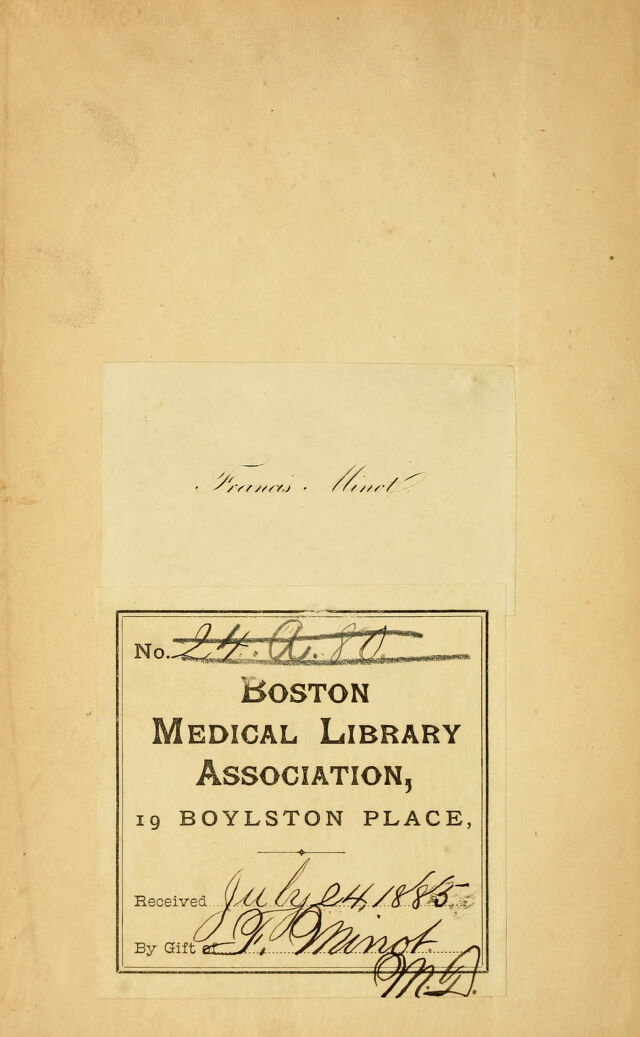 Francis Minot
No. 24. A. 80.
BOSTON
MEDICAL LIBRARY
ASSOCIATION,
19 BOYLSTON PLACE,
Received July 24, 1885
By Gift of F. Minot
M.D.